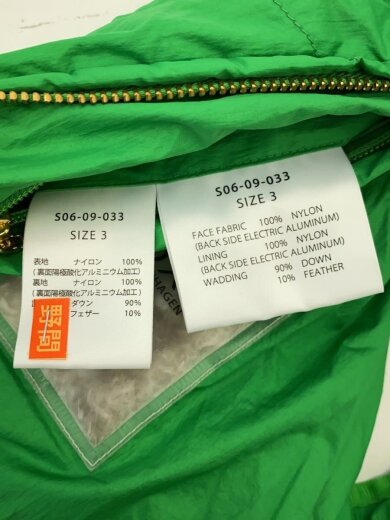 S06-09-033
SIZE 3
表地 ナイロン 100%
(裏面陽極酸化アルミニウム加工)
裏地 ナイロン 100%
(裏面陽極酸化アルミニウム加工)
ダウン 90%
フェザー 10%
野間
S06-09-033
SIZE 3
FACE FABRIC 100% NYLON
(BACK SIDE ELECTRIC ALUMINUM)
LINING 100% NYLON
(BACK SIDE ELECTRIC ALUMINUM)
WADDING 90% DOWN
10% FEATHER